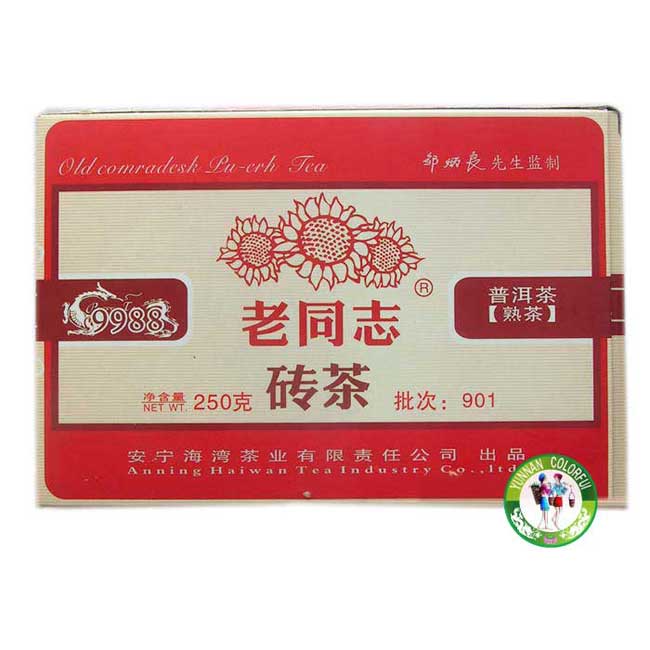 Old comradesk Pu-erh Tea
邹炳良先生监制
®
老同志
9988
普洱茶
【熟茶】
砖茶
净含量
NET WT. 250克
批次: 901
安宁海湾茶业有限责任公司 出品
Anning Haiwan Tea Industry Co.,ltd
YUNNAN COLORFUL